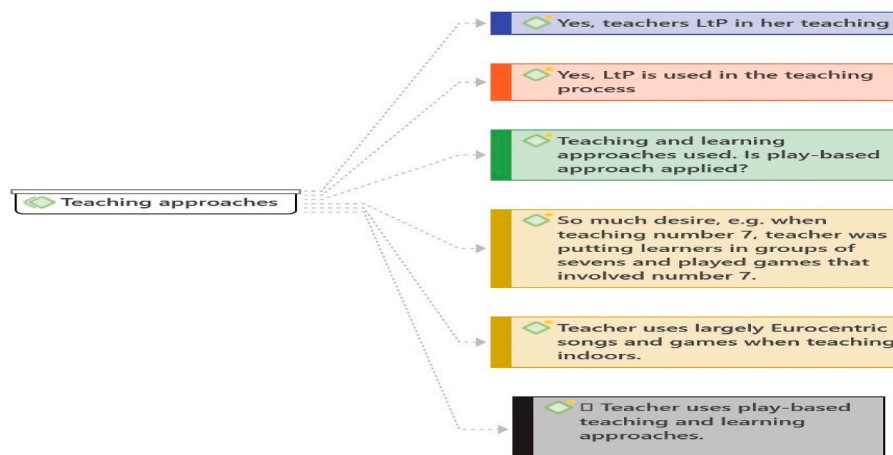 Yes, teachers LtP in her teaching
Yes, LtP is used in the teaching
process
Teaching and learning
approaches used. Is play-based
approach applied?
Teaching approaches
So much desire, e.g. when
teaching number 7, teacher was
putting learners in groups of
sevens and played games that
involved number 7.
Teacher uses largely Eurocentric
songs and games when teaching
indoors.
Teacher uses play-based
teaching and learning
approaches.